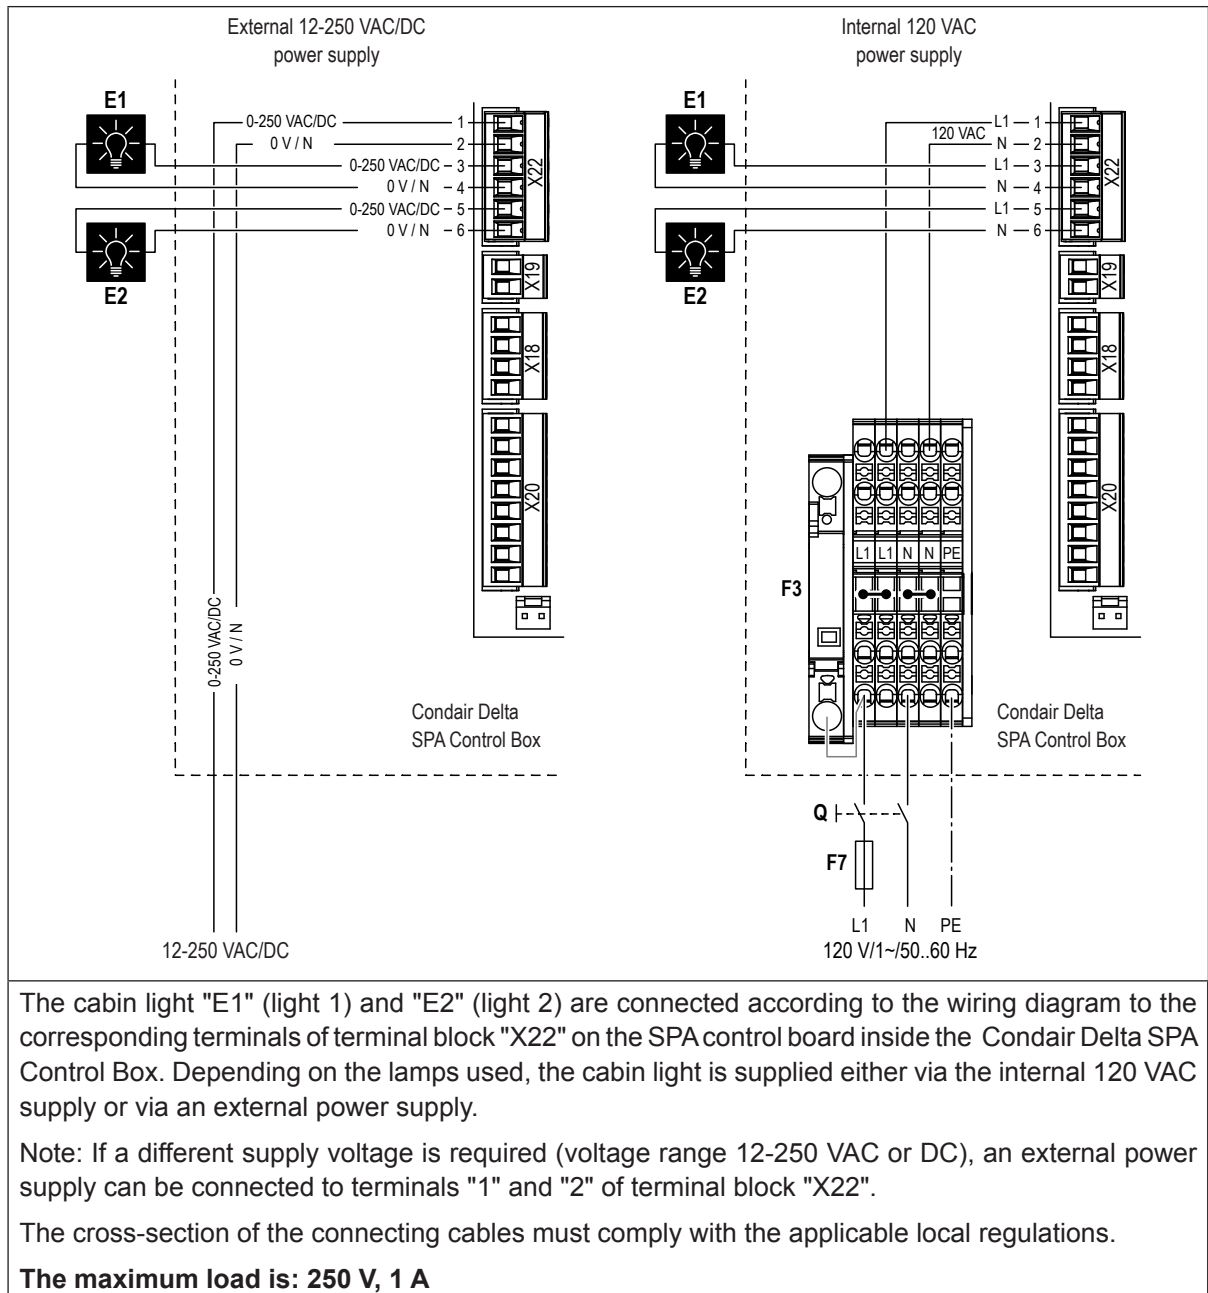 External 12-250 VAC/DC
power supply
E1
0-250 VAC/DC
1
0 V / N
2
0-250 VAC/DC
3
0 V / N
4
0-250 VAC/DC
5
0 V / N
6
E2
X22
X19
X18
X20
0-250 VAC/DC
0 V / N
Condair Delta
SPA Control Box
12-250 VAC/DC
Internal 120 VAC
power supply
E1
L1
1
120 VAC
N
2
L1
3
N
4
L1
5
N
6
E2
X22
X19
X18
X20
L1 L1 N N PE
F3
Condair Delta
SPA Control Box
Q
F7
L1 N PE
120 V/1~/50..60 Hz
The cabin light "E1" (light 1) and "E2" (light 2) are connected according to the wiring diagram to the
corresponding terminals of terminal block "X22" on the SPA control board inside the Condair Delta SPA
Control Box. Depending on the lamps used, the cabin light is supplied either via the internal 120 VAC
supply or via an external power supply.
Note: If a different supply voltage is required (voltage range 12-250 VAC or DC), an external power
supply can be connected to terminals "1" and "2" of terminal block "X22".
The cross-section of the connecting cables must comply with the applicable local regulations.
The maximum load is: 250 V, 1 A